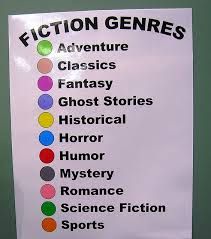 FICTION GENRES
Adventure
Classics
Fantasy
Ghost Stories
Historical
Horror
Humor
Mystery
Romance
Science Fiction
Sports